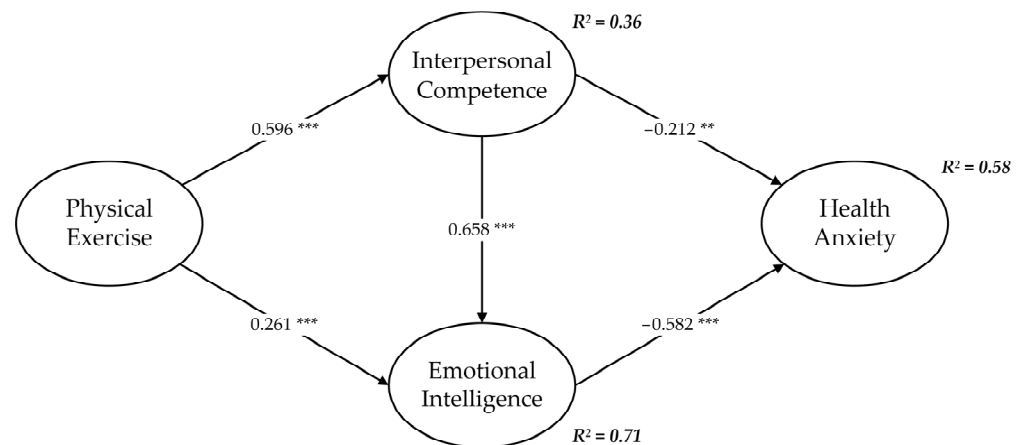 R² = 0.36
Interpersonal
Competence
0.596 ***
−0.212 **
R² = 0.58
Physical
Exercise
0.658 ***
Health
Anxiety
0.261 ***
−0.582 ***
Emotional
Intelligence
R² = 0.71